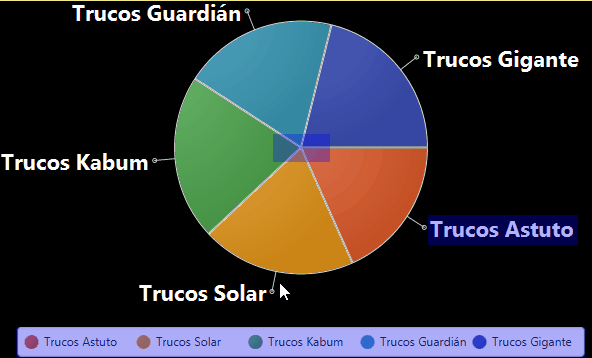 Trucos Guardián
Trucos Gigante
Trucos Kabum
Trucos Astuto
Trucos Solar
Trucos Astuto Trucos Solar Trucos Kabum Trucos Guardián Trucos Gigante